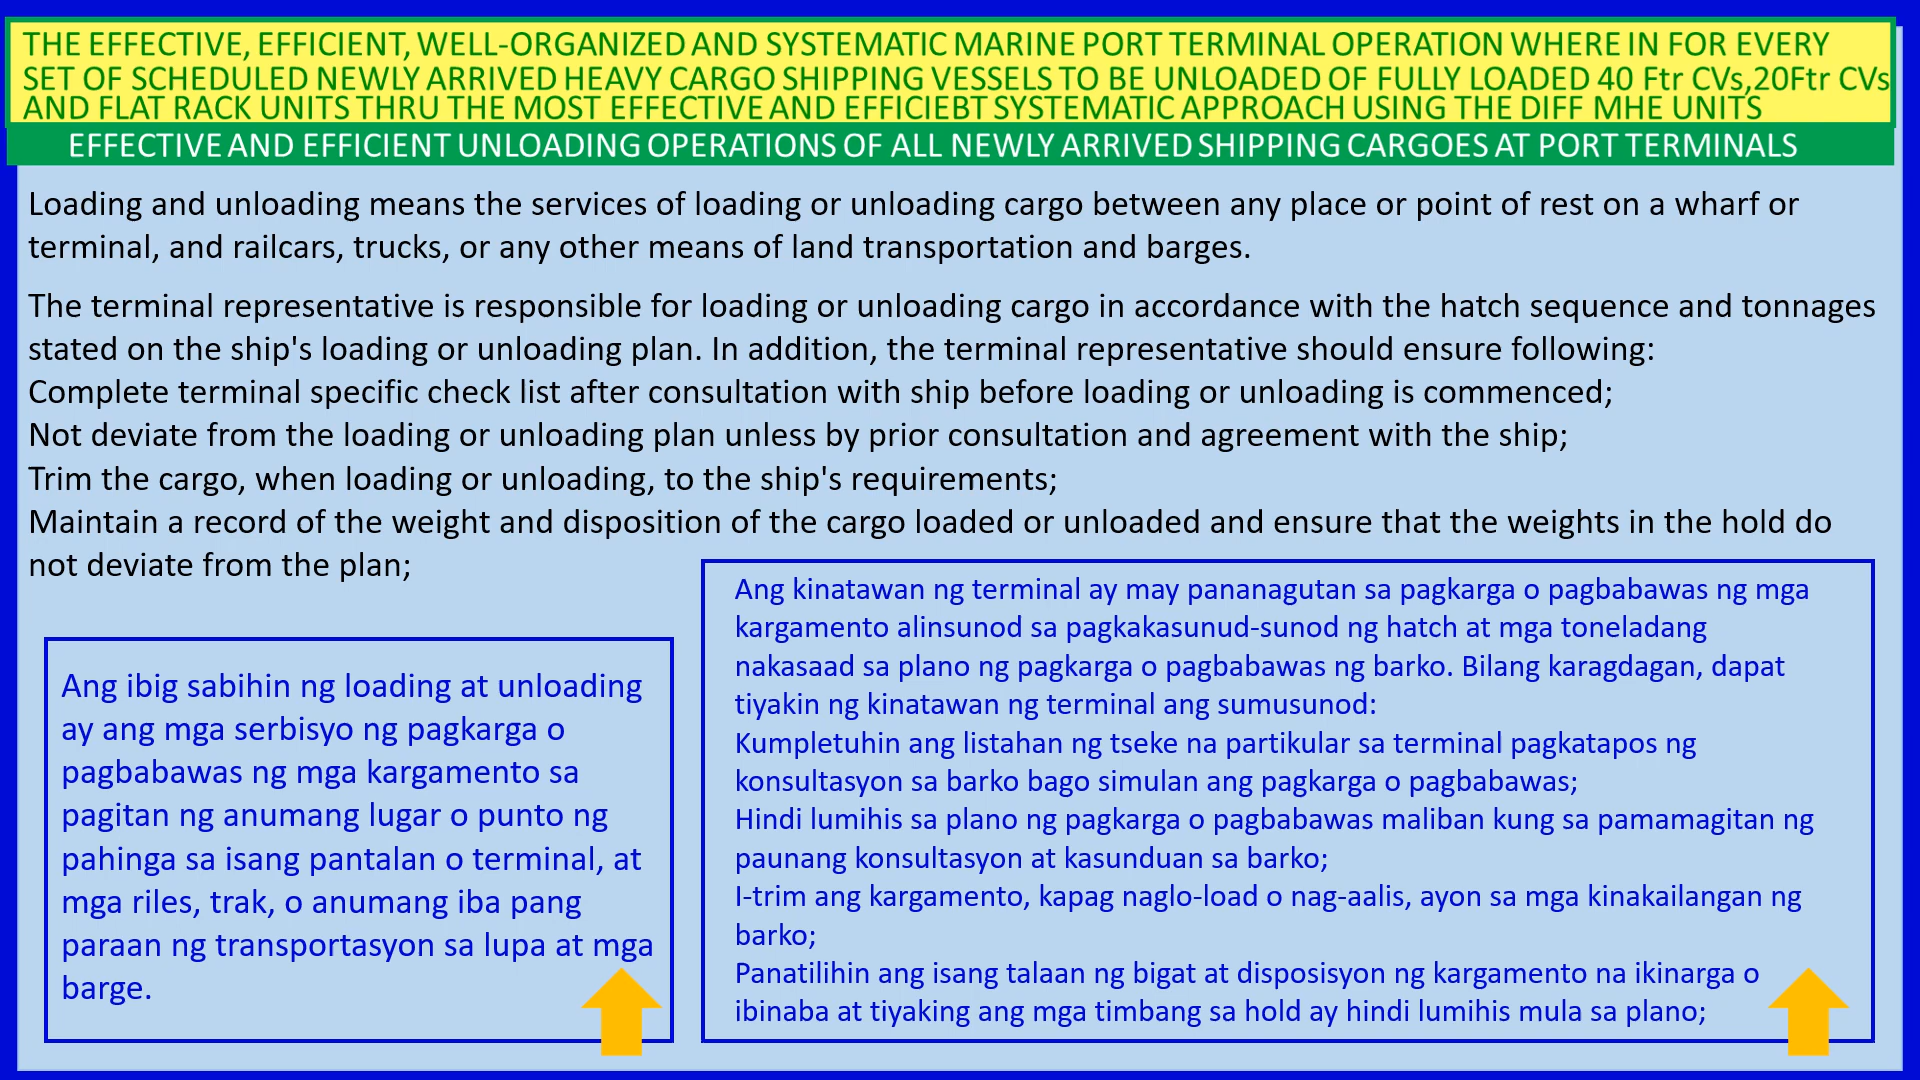 THE EFFECTIVE, EFFICIENT, WELL-ORGANIZED AND SYSTEMATIC MARINE PORT TERMINAL OPERATION WHERE IN FOR EVERY
SET OF SCHEDULED NEWLY ARRIVED HEAVY CARGO SHIPPING VESSELS TO BE UNLOADED OF FULLY LOADED 40 Ftr CVs,20Ftr CVs
AND FLAT RACK UNITS THRU THE MOST EFFECTIVE AND EFFICIEBT SYSTEMATIC APPROACH USING THE DIFF MHE UNITS
EFFECTIVE AND EFFICIENT UNLOADING OPERATIONS OF ALL NEWLY ARRIVED SHIPPING CARGOES AT PORT TERMINALS
Loading and unloading means the services of loading or unloading cargo between any place or point of rest on a wharf or
terminal, and railcars, trucks, or any other means of land transportation and barges.
The terminal representative is responsible for loading or unloading cargo in accordance with the hatch sequence and tonnages
stated on the ship's loading or unloading plan. In addition, the terminal representative should ensure following:
Complete terminal specific check list after consultation with ship before loading or unloading is commenced;
Not deviate from the loading or unloading plan unless by prior consultation and agreement with the ship;
Trim the cargo, when loading or unloading, to the ship's requirements;
Maintain a record of the weight and disposition of the cargo loaded or unloaded and ensure that the weights in the hold do
not deviate from the plan;
Ang ibig sabihin ng loading at unloading
ay ang mga serbisyo ng pagkarga o
pagbabawas ng mga kargamento sa
pagitan ng anumang lugar o punto ng
pahinga sa isang pantalan o terminal, at
mga riles, trak, o anumang iba pang
paraan ng transportasyon sa lupa at mga
barge.
Ang kinatawan ng terminal ay may pananagutan sa pagkarga o pagbabawas ng mga
kargamento alinsunod sa pagkakasunud-sunod ng hatch at mga toneladang
nakasaad sa plano ng pagkarga o pagbabawas ng barko. Bilang karagdagan, dapat
tiyakin ng kinatawan ng terminal ang sumusunod:
Kumpletuhin ang listahan ng tseke na partikular sa terminal pagkatapos ng
konsultasyon sa barko bago simulan ang pagkarga o pagbabawas;
Hindi lumihis sa plano ng pagkarga o pagbabawas maliban kung sa pamamagitan ng
paunang konsultasyon at kasunduan sa barko;
I-trim ang kargamento, kapag naglo-load o nag-aalis, ayon sa mga kinakailangan ng
barko;
Panatilihin ang isang talaan ng bigat at disposisyon ng kargamento na ikinarga o
ibinaba at tiyaking ang mga timbang sa hold ay hindi lumihis mula sa plano;